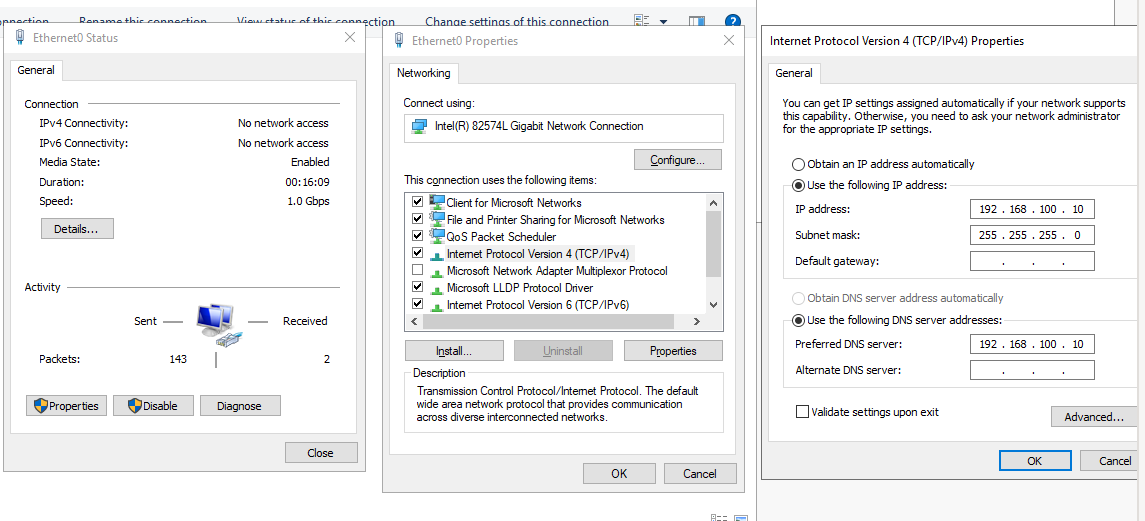 onnection
Rename this connection
View status of this connection
Change settings of this connection
Ethernet0 Status
General
Connection
IPv4 Connectivity: No network access
IPv6 Connectivity: No network access
Media State: Enabled
Duration: 00:16:09
Speed: 1.0 Gbps
Details...
Activity
Sent Received
Packets: 143 2
Properties Disable Diagnose
Close
Ethernet0 Properties
Networking
Connect using:
Intel(R) 82574L Gigabit Network Connection
Configure...
This connection uses the following items:
Client for Microsoft Networks
File and Printer Sharing for Microsoft Networks
QoS Packet Scheduler
Internet Protocol Version 4 (TCP/IPv4)
Microsoft Network Adapter Multiplexor Protocol
Microsoft LLDP Protocol Driver
Internet Protocol Version 6 (TCP/IPv6)
Install... Uninstall Properties
Description
Transmission Control Protocol/Internet Protocol. The default
wide area network protocol that provides communication
across diverse interconnected networks.
OK Cancel
Internet Protocol Version 4 (TCP/IPv4) Properties
General
You can get IP settings assigned automatically if your network supports
this capability. Otherwise, you need to ask your network administrator
for the appropriate IP settings.
Obtain an IP address automatically
Use the following IP address:
IP address: 192 . 168 . 100 . 10
Subnet mask: 255 . 255 . 255 . 0
Default gateway: . . .
Obtain DNS server address automatically
Use the following DNS server addresses:
Preferred DNS server: 192 . 168 . 100 . 10
Alternate DNS server: . . .
Validate settings upon exit
Advanced...
OK Cancel